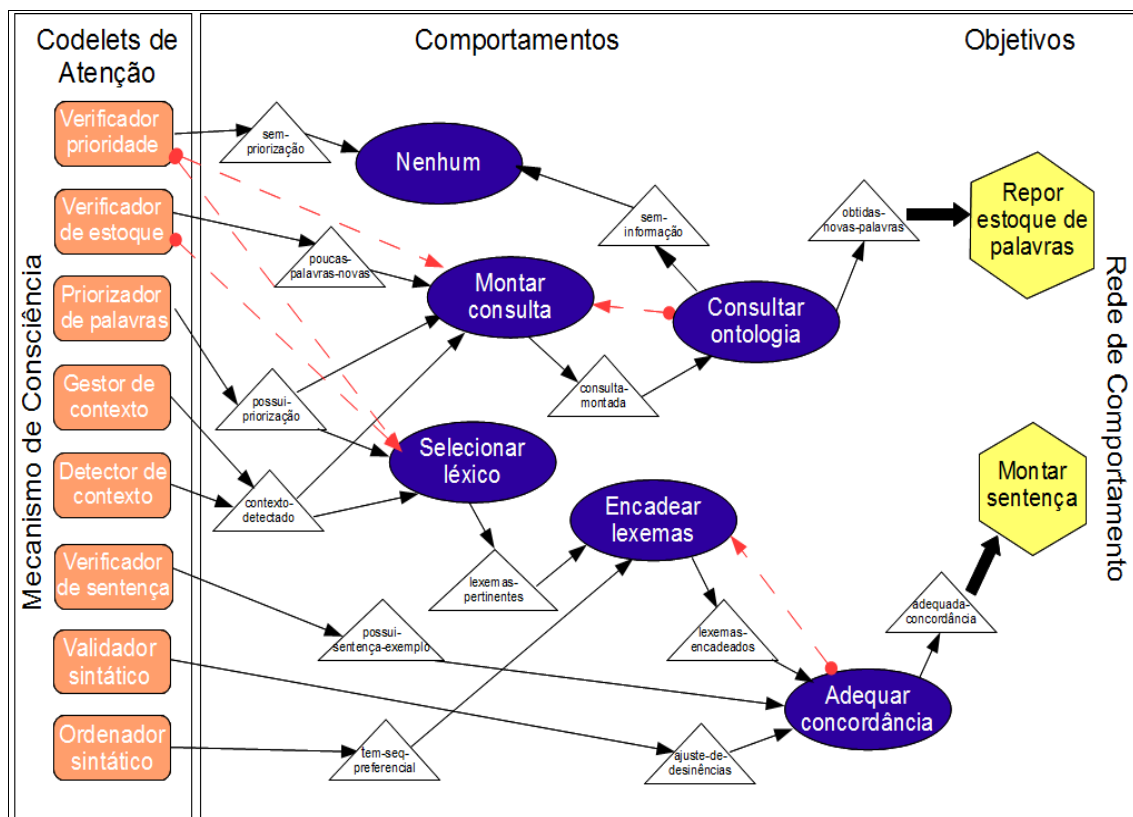 Codelets de
Atenção
Comportamentos
Objetivos
Mecanismo de Consciência
Rede de Comportamento
Verificador
prioridade
Verificador
de estoque
Priorizador
de palavras
Gestor de
contexto
Detector de
contexto
Verificador
de sentença
Validador
sintático
Ordenador
sintático
sem-
priorização
Nenhum
poucas-
palavras-novas
Montar
consulta
sem-
informação
obtidas-
novas-palavras
Repor
estoque de
palavras
Consultar
ontologia
consulta-
montada
possui-
priorização
Selecionar
léxico
contexto-
detectado
Encadear
lexemas
Montar
sentença
lexemas-
pertinentes
possui-
sentença-exemplo
lexemas-
encadeados
adequada-
concordância
Adequar
concordância
tem-seq-
preferencial
ajuste-de-
desinências